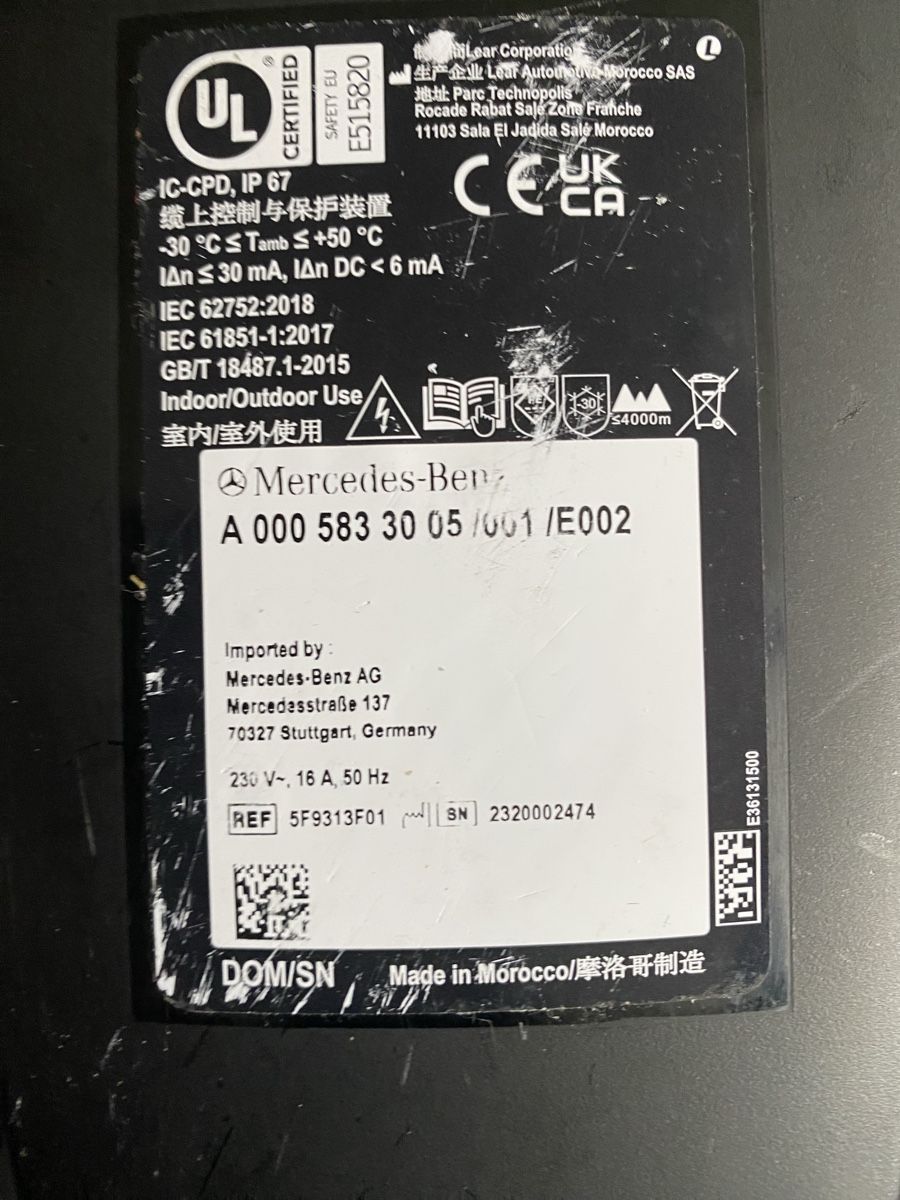 UL
®
CERTIFIED
SAFETY EU
E515820
Lear Corporation
生产企业 Lear Automotive Morocco SAS
地址 Parc Technopolis
Rocade Rabat Sale Zone Franche
11103 Sala El Jadida Sale Morocco
L
CE UK
CA
IC-CPD, IP 67
缆上控制与保护装置
-30 °C ≤ Tamb ≤ +50 °C
IΔn ≤ 30 mA, IΔn DC < 6 mA
IEC 62752:2018
IEC 61851-1:2017
GB/T 18487.1-2015
Indoor/Outdoor Use
室内/室外使用
-30
≤4000m
Mercedes-Benz
A 000 583 30 05 /001 /E002
Imported by :
Mercedes-Benz AG
Mercedesstraße 137
70327 Stuttgart, Germany
230 V~, 16 A, 50 Hz
REF 5F9313F01 SN 2320002474
E36131500
DOM/SN
Made in Morocco/摩洛哥制造